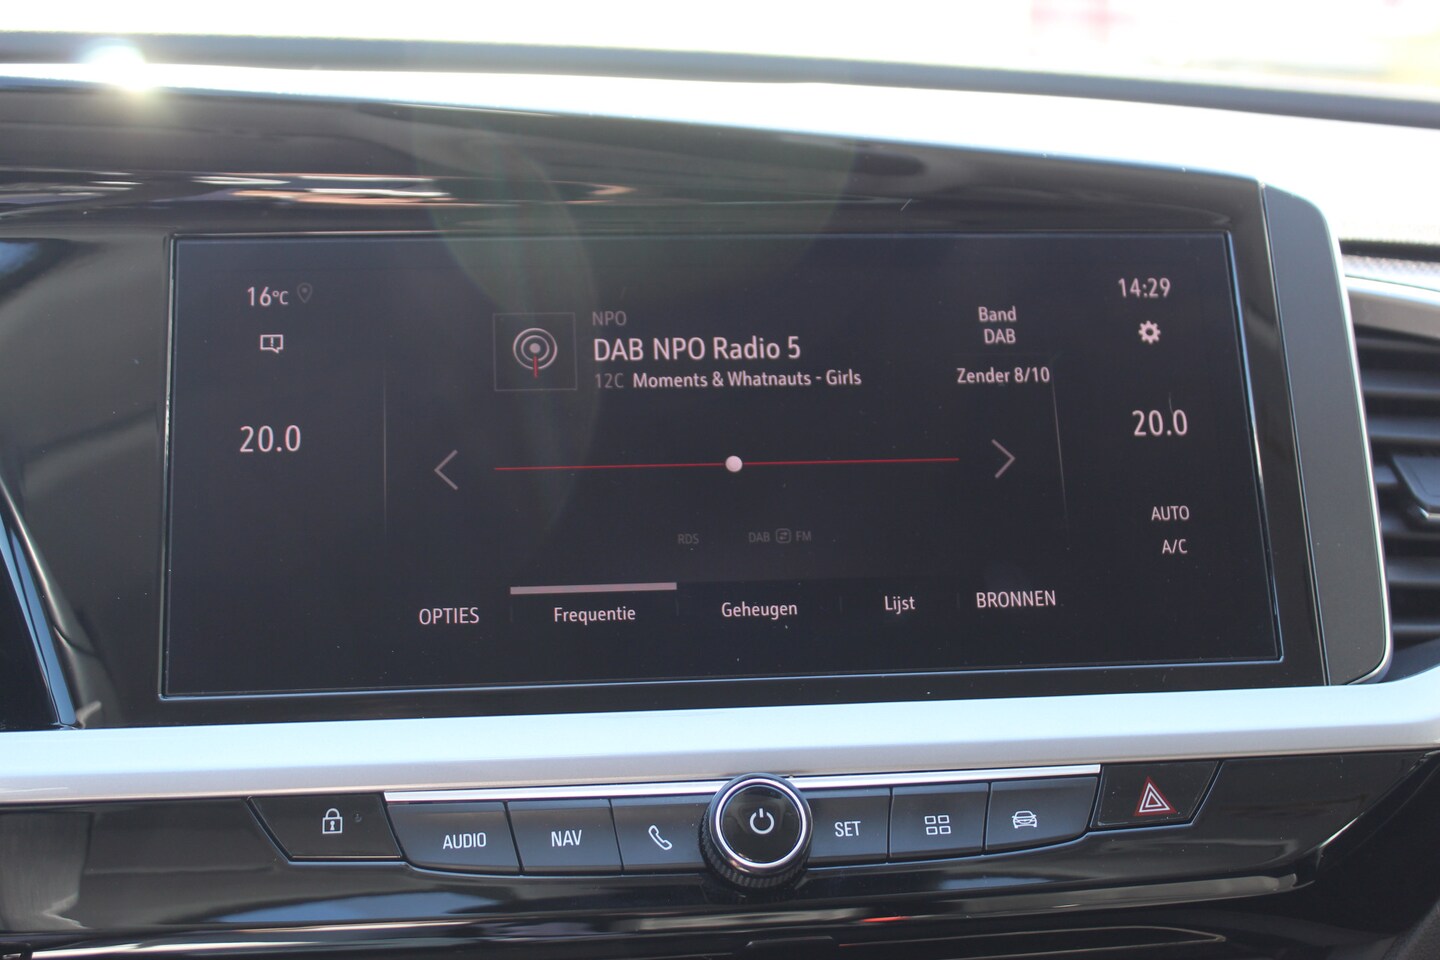 16°C
14:29
NPO
DAB NPO Radio 5
12C Moments & Whatnauts - Girls
Band
DAB
Zender 8/10
20.0
20.0
AUTO
A/C
RDS
DAB FM
OPTIES
Frequentie
Geheugen
Lijst
BRONNEN
AUDIO
NAV
SET